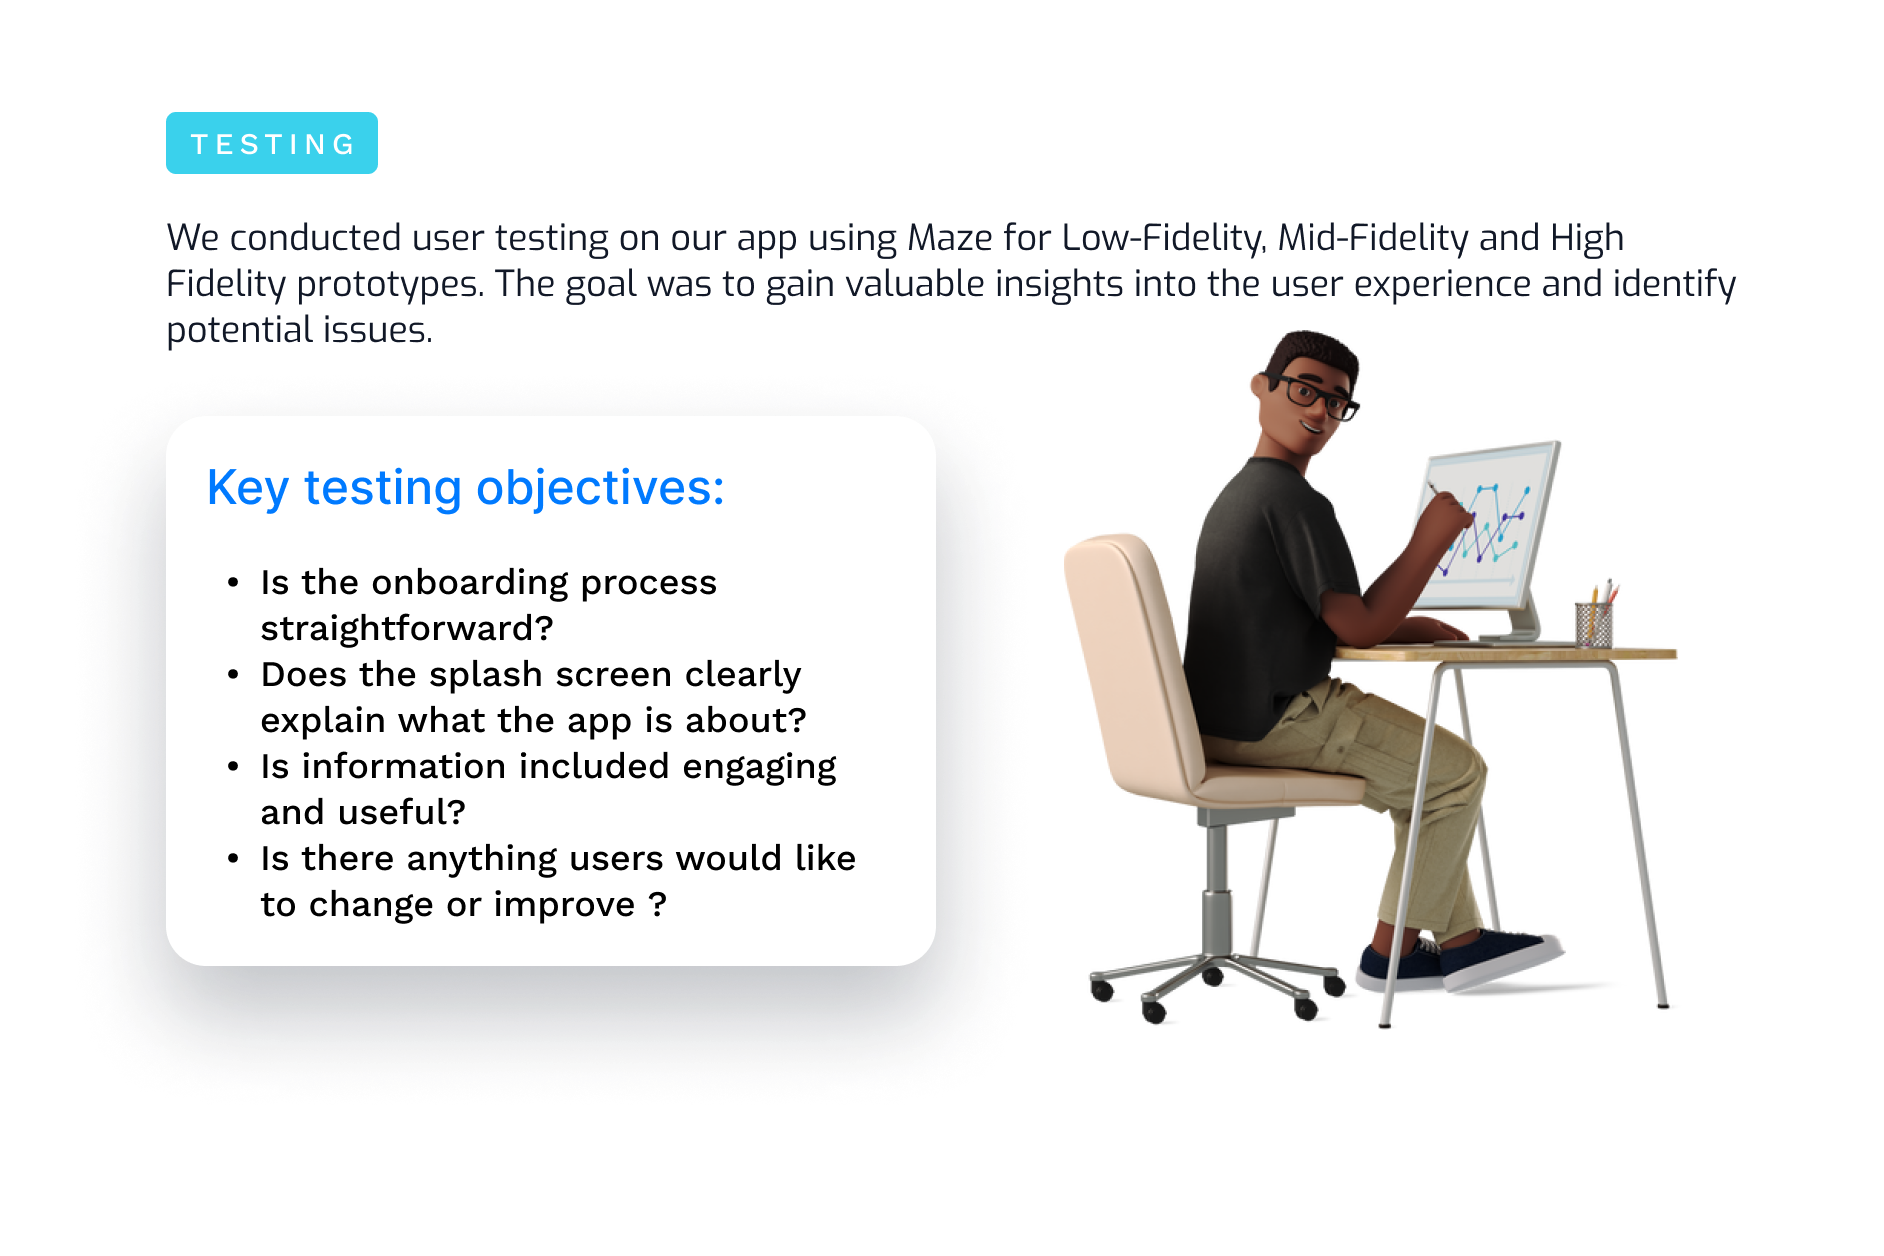 TESTING
We conducted user testing on our app using Maze for Low-Fidelity, Mid-Fidelity and High
Fidelity prototypes. The goal was to gain valuable insights into the user experience and identify
potential issues.
Key testing objectives:
• Is the onboarding process
straightforward?
• Does the splash screen clearly
explain what the app is about?
• Is information included engaging
and useful?
• Is there anything users would like
to change or improve ?